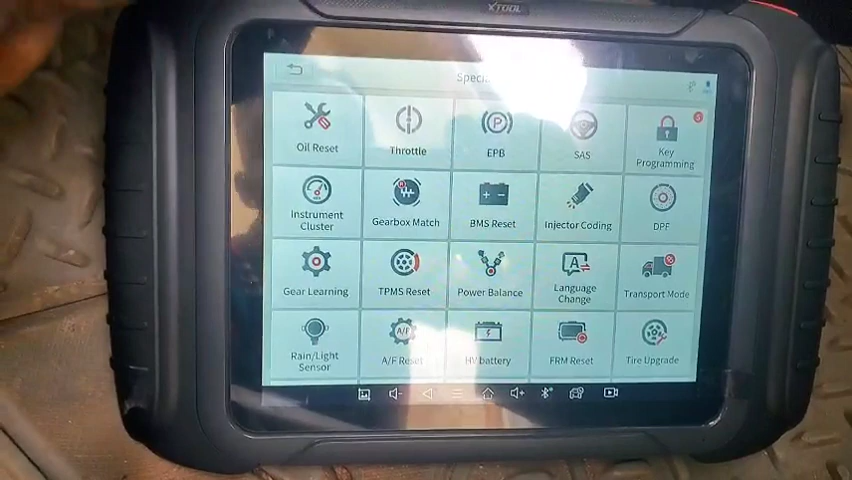 XTOOL
Oil Reset
Throttle
EPB
SAS
Key
Programming
Instrument
Cluster
Gearbox Match
BMS Reset
Injector Coding
DPF
Gear Learning
TPMS Reset
Power Balance
A
Language
Change
Transport Mode
Rain/Light
Sensor
A/F
A/F Reset
HV battery
FRM Reset
Tire Upgrade